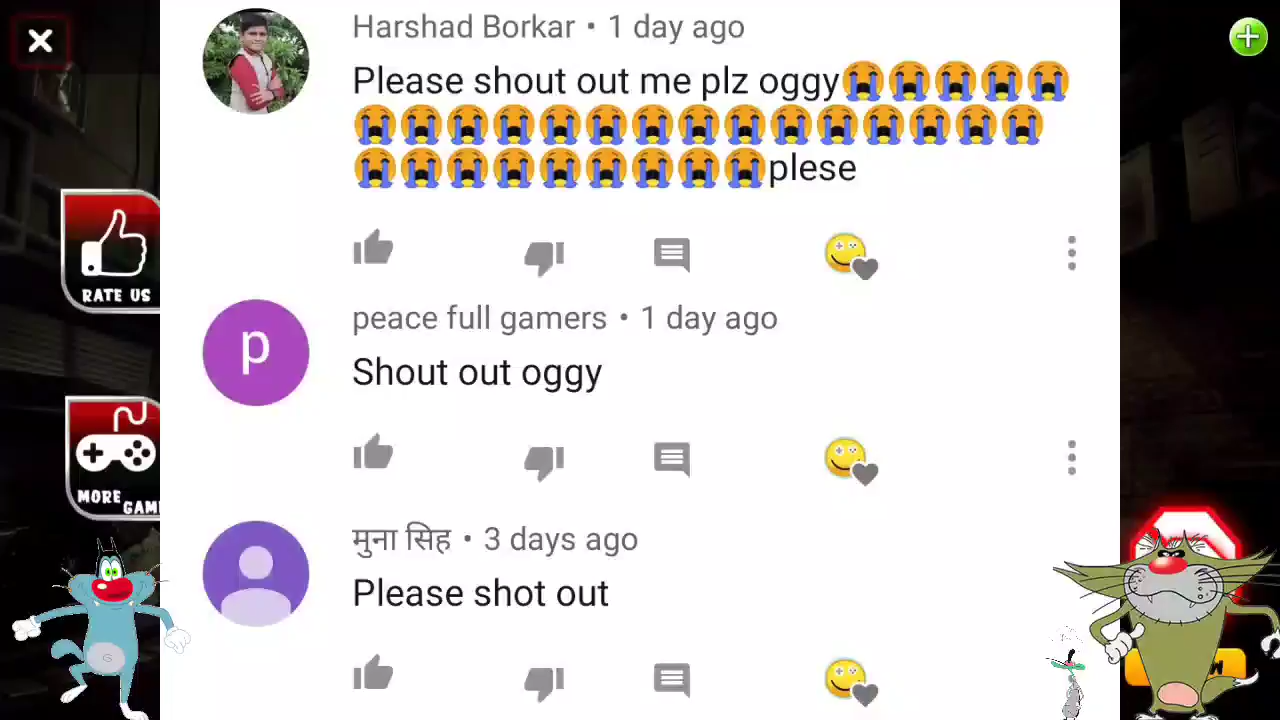 Harshad Borkar • 1 day ago
Please shout out me plz oggy😭😭😭😭😭
😭😭😭😭😭😭😭😭😭😭😭😭😭😭😭
😭😭😭😭😭😭😭😭😭plese
RATE US
peace full gamers • 1 day ago
p
Shout out oggy
MORE GAM
मुना सिह • 3 days ago
Please shot out